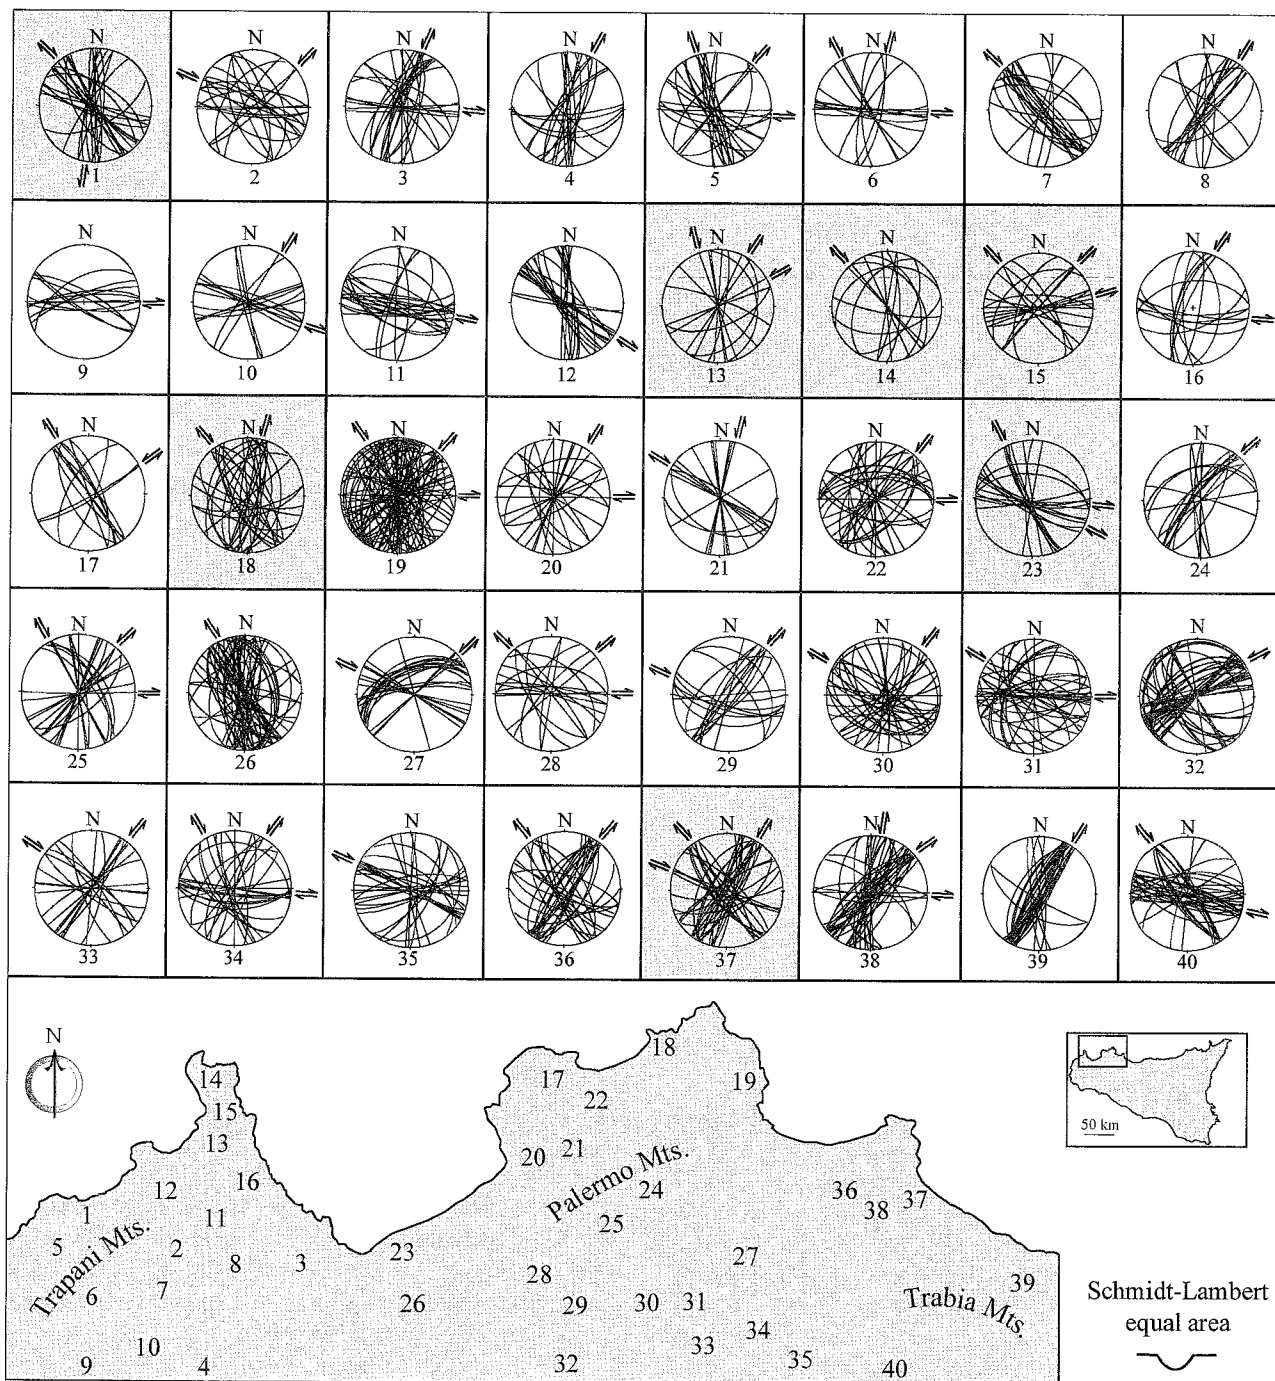 N N N N N N N N
1 2 3 4 5 6 7 8
N N N N N N N N
9 10 11 12 13 14 15 16
N N N N N N N N
17 18 19 20 21 22 23 24
N N N N N N N N
25 26 27 28 29 30 31 32
N N N N N N N N
33 34 35 36 37 38 39 40
N
14
15
13
12
16
1
11
5
2
8
3
6
7
10
9
4
Trapani Mts.
18
17
19
22
20
21
Palermo Mts.
24
25
36
38
37
23
27
28
26
29
30
31
39
Trabia Mts.
34
33
32
35
40
50 km
Schmidt-Lambert
equal area